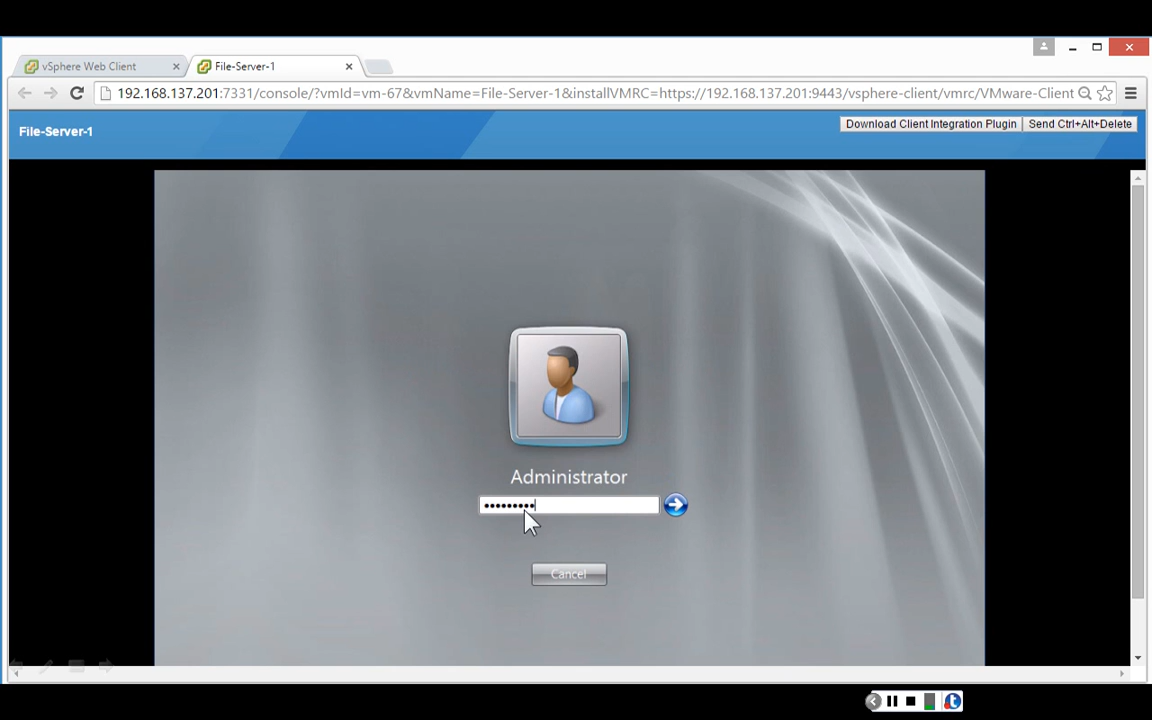 vSphere Web Client
File-Server-1
192.168.137.201:7331/console/?vmId=vm-67&vmName=File-Server-1&installVMRC=https://192.168.137.201:9443/vsphere-client/vmrc/VMware-Client
File-Server-1
Download Client Integration Plugin
Send Ctrl+Alt+Delete
Administrator
•••••••••
Cancel